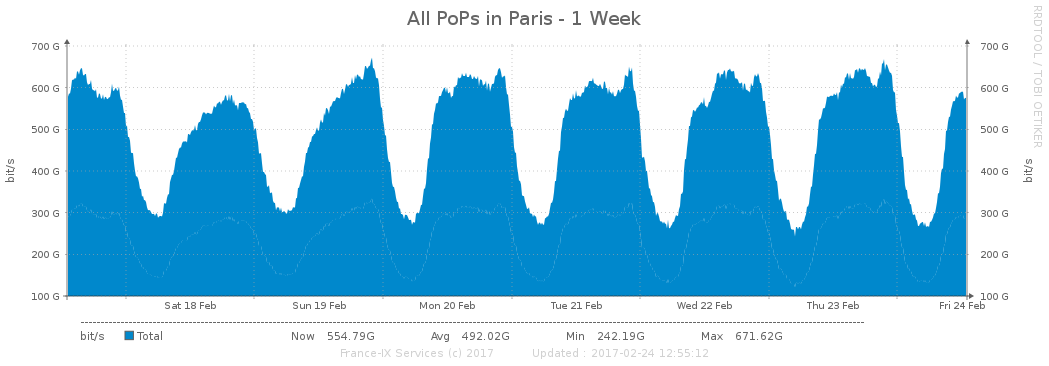 All PoPs in Paris - 1 Week
RRDTOOL / TOBI OETIKER
bit/s
700 G 700 G
600 G 600 G
500 G 500 G
400 G 400 G
300 G 300 G
200 G 200 G
100 G 100 G
bit/s
Sat 18 Feb Sun 19 Feb Mon 20 Feb Tue 21 Feb Wed 22 Feb Thu 23 Feb Fri 24 Feb
bit/s Total Now 554.79G Avg 492.02G Min 242.19G Max 671.62G
France-IX Services (c) 2017 Updated : 2017-02-24 12:55:12